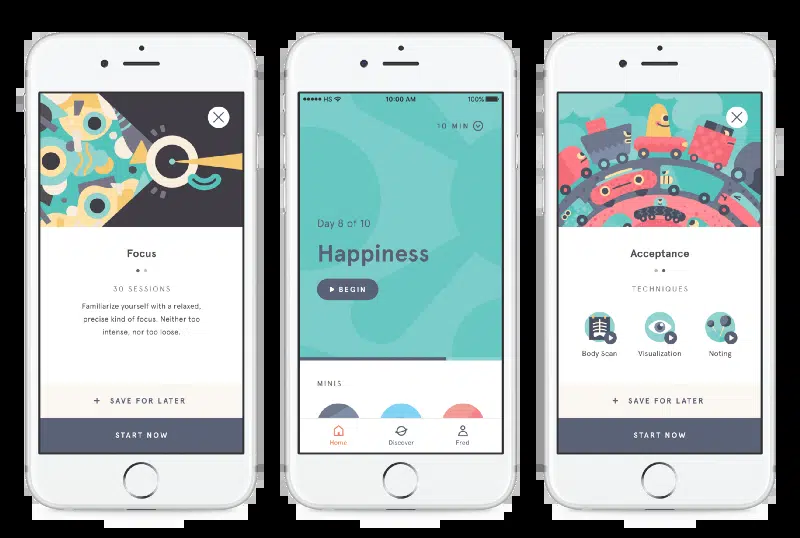 Focus
30 SESSIONS
Familiarize yourself with a relaxed,
precise kind of focus. Neither too
intense, nor too loose.
+ SAVE FOR LATER
START NOW
HS 10:00 AM 100%
10 MIN
Day 8 of 10
Happiness
BEGIN
MINIS
Home Discover Fred
Acceptance
TECHNIQUES
Body Scan Visualization Noting
+ SAVE FOR LATER
START NOW